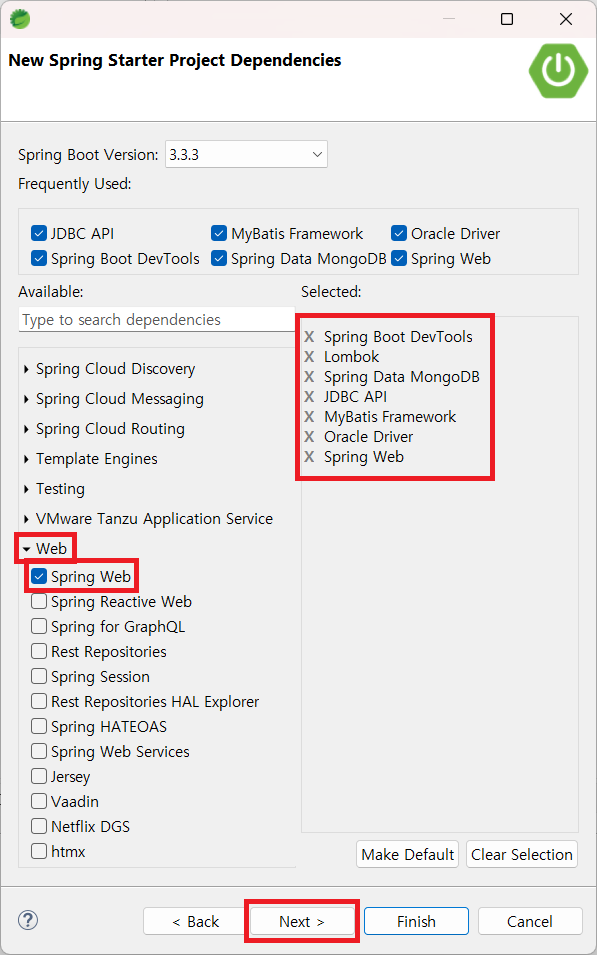 New Spring Starter Project Dependencies
Spring Boot Version: 3.3.3
Frequently Used:
JDBC API MyBatis Framework Oracle Driver
Spring Boot DevTools Spring Data MongoDB Spring Web
Available: Selected:
Type to search dependencies
X Spring Boot DevTools
X Lombok
X Spring Data MongoDB
X JDBC API
X MyBatis Framework
X Oracle Driver
X Spring Web
Spring Cloud Discovery
Spring Cloud Messaging
Spring Cloud Routing
Template Engines
Testing
VMware Tanzu Application Service
Web
Spring Web
Spring Reactive Web
Spring for GraphQL
Rest Repositories
Spring Session
Rest Repositories HAL Explorer
Spring HATEOAS
Spring Web Services
Jersey
Vaadin
Netflix DGS
htmx
Make Default Clear Selection
? < Back Next > Finish Cancel